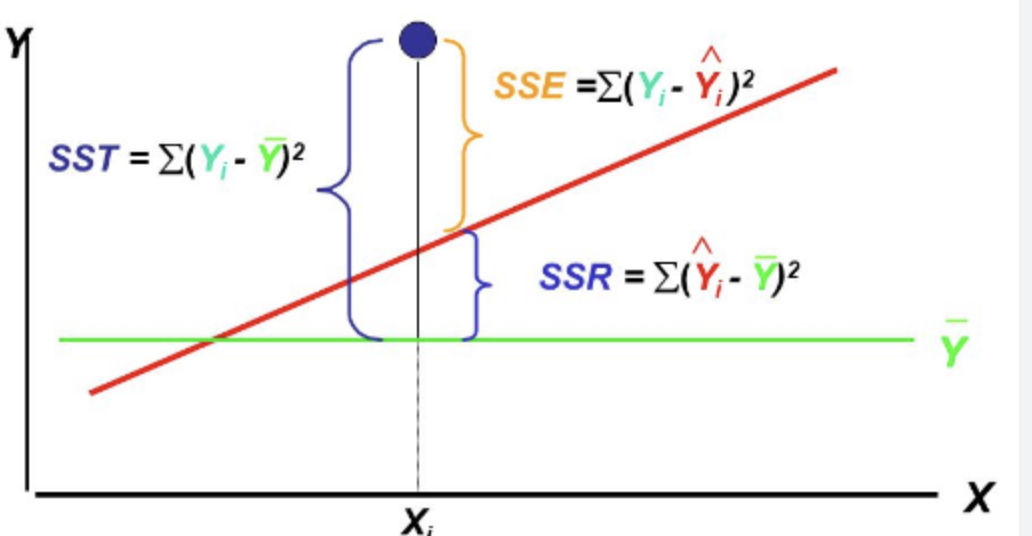 Y
SSE =∑(Yᵢ - Ŷᵢ)²
SST = ∑(Yᵢ - Ȳ)²
SSR = ∑(Ŷᵢ - Ȳ)²
Ȳ
X
Xᵢ